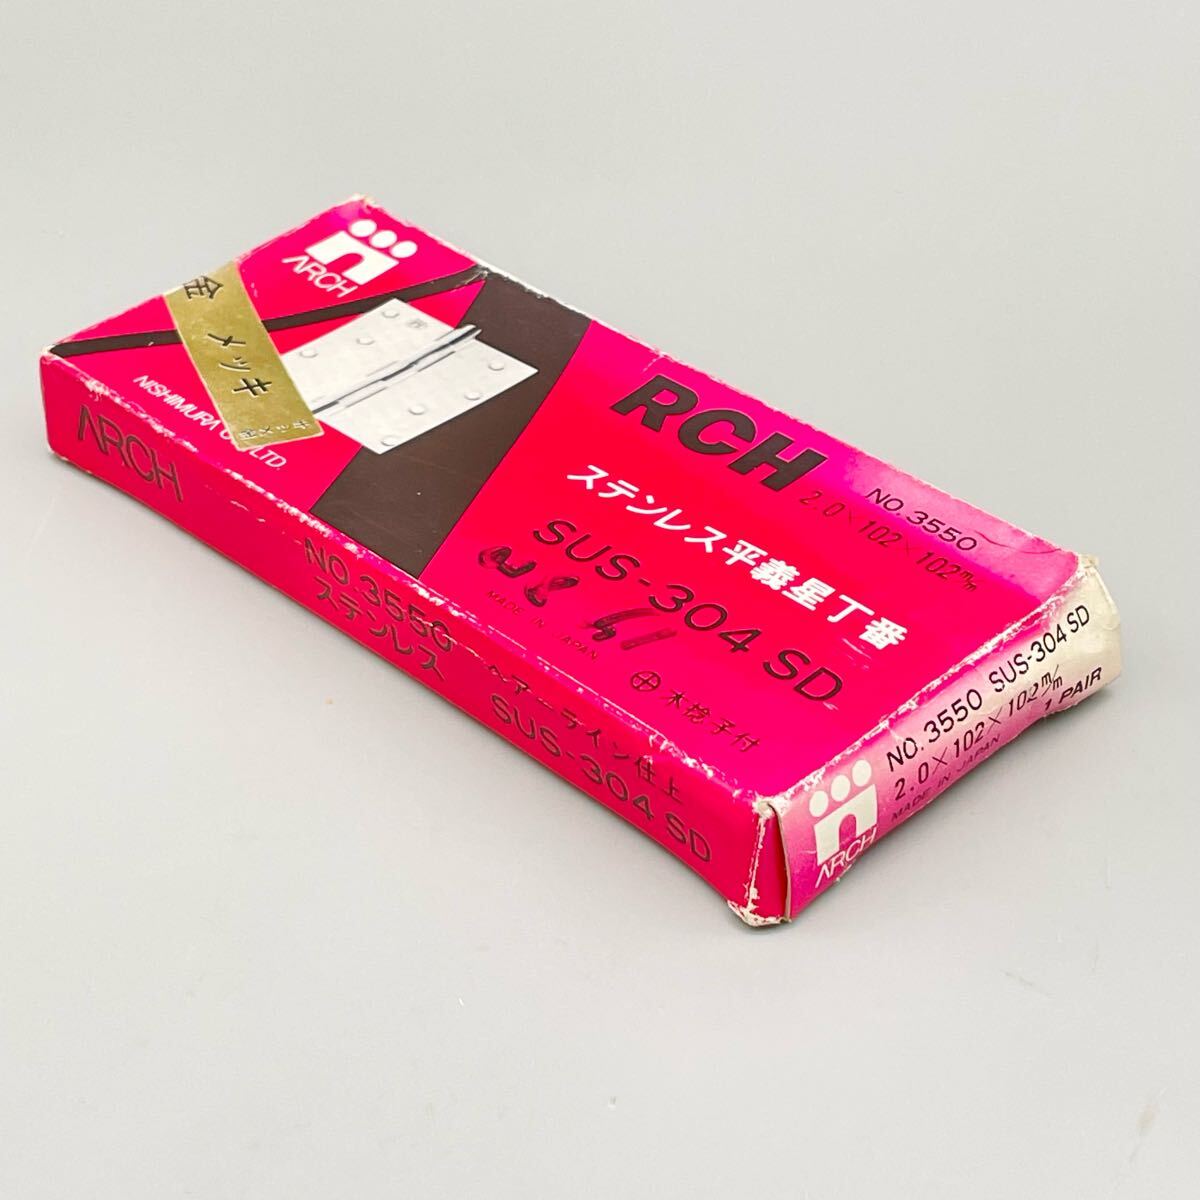 ARCH
金 メッキ
NISHIMURA CO., LTD.
RCH
NO. 3550
2.0×102×102m/m
ステンレス平義星丁番
SUS-304 SD
MADE IN JAPAN
木捻子付
ARCH
NO. 3550
ステンレス
ヘアーライン仕上
SUS-304 SD
ARCH
NO. 3550 SUS-304 SD
2.0×102×102m/m
MADE IN JAPAN 1 PAIR